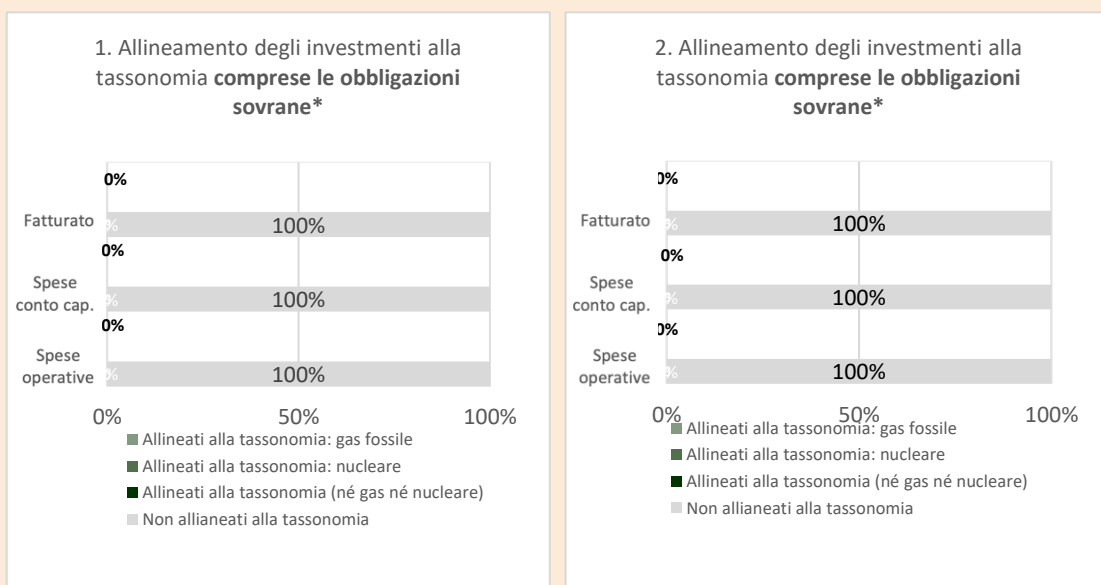 1. Allineamento degli investmenti alla
tassonomia comprese le obbligazioni
sovrane*
0%
Fatturato
%
100%
0%
Spese
conto cap.
%
100%
0%
Spese
operative
%
100%
0%
50%
100%
Allineati alla tassonomia: gas fossile
Allineati alla tassonomia: nucleare
Allineati alla tassonomia (né gas né nucleare)
Non allianeati alla tassonomia
2. Allineamento degli investmenti alla
tassonomia comprese le obbligazioni
sovrane*
0%
Fatturato
%
100%
0%
Spese
conto cap.
%
100%
0%
Spese
operative
%
100%
0%
50%
100%
Allineati alla tassonomia: gas fossile
Allineati alla tassonomia: nucleare
Allineati alla tassonomia (né gas né nucleare)
Non allianeati alla tassonomia